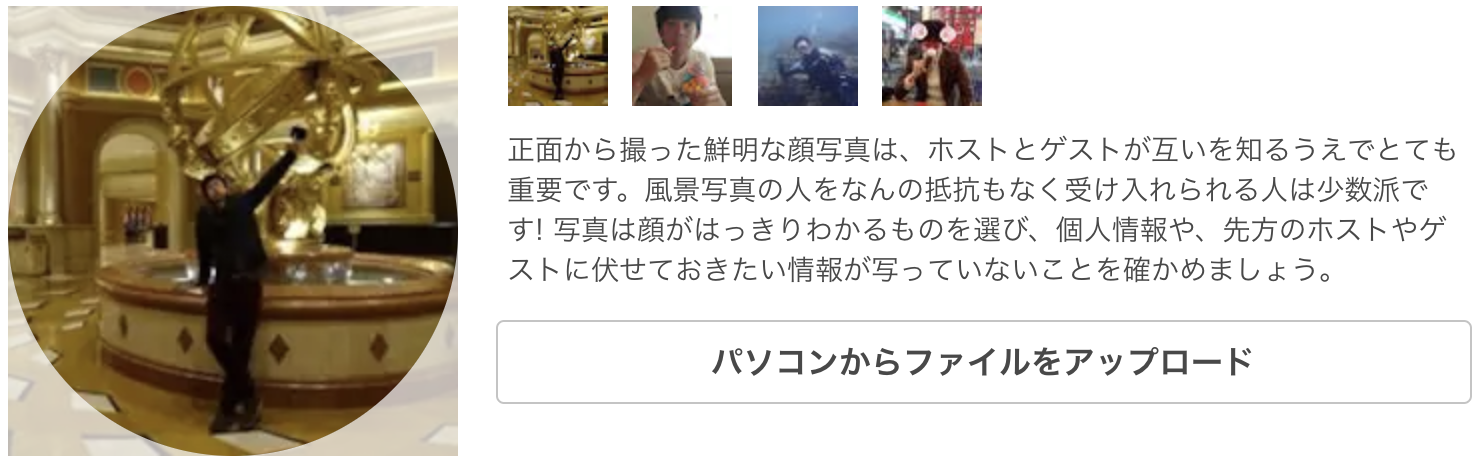 正面から撮った鮮明な顔写真は、ホストとゲストが互いを知るうえでとても
重要です。風景写真の人をなんの抵抗もなく受け入れられる人は少数派で
す! 写真は顔がはっきりわかるものを選び、個人情報や、先方のホストやゲ
ストに伏せておきたい情報が写っていないことを確かめましょう。
パソコンからファイルをアップロード